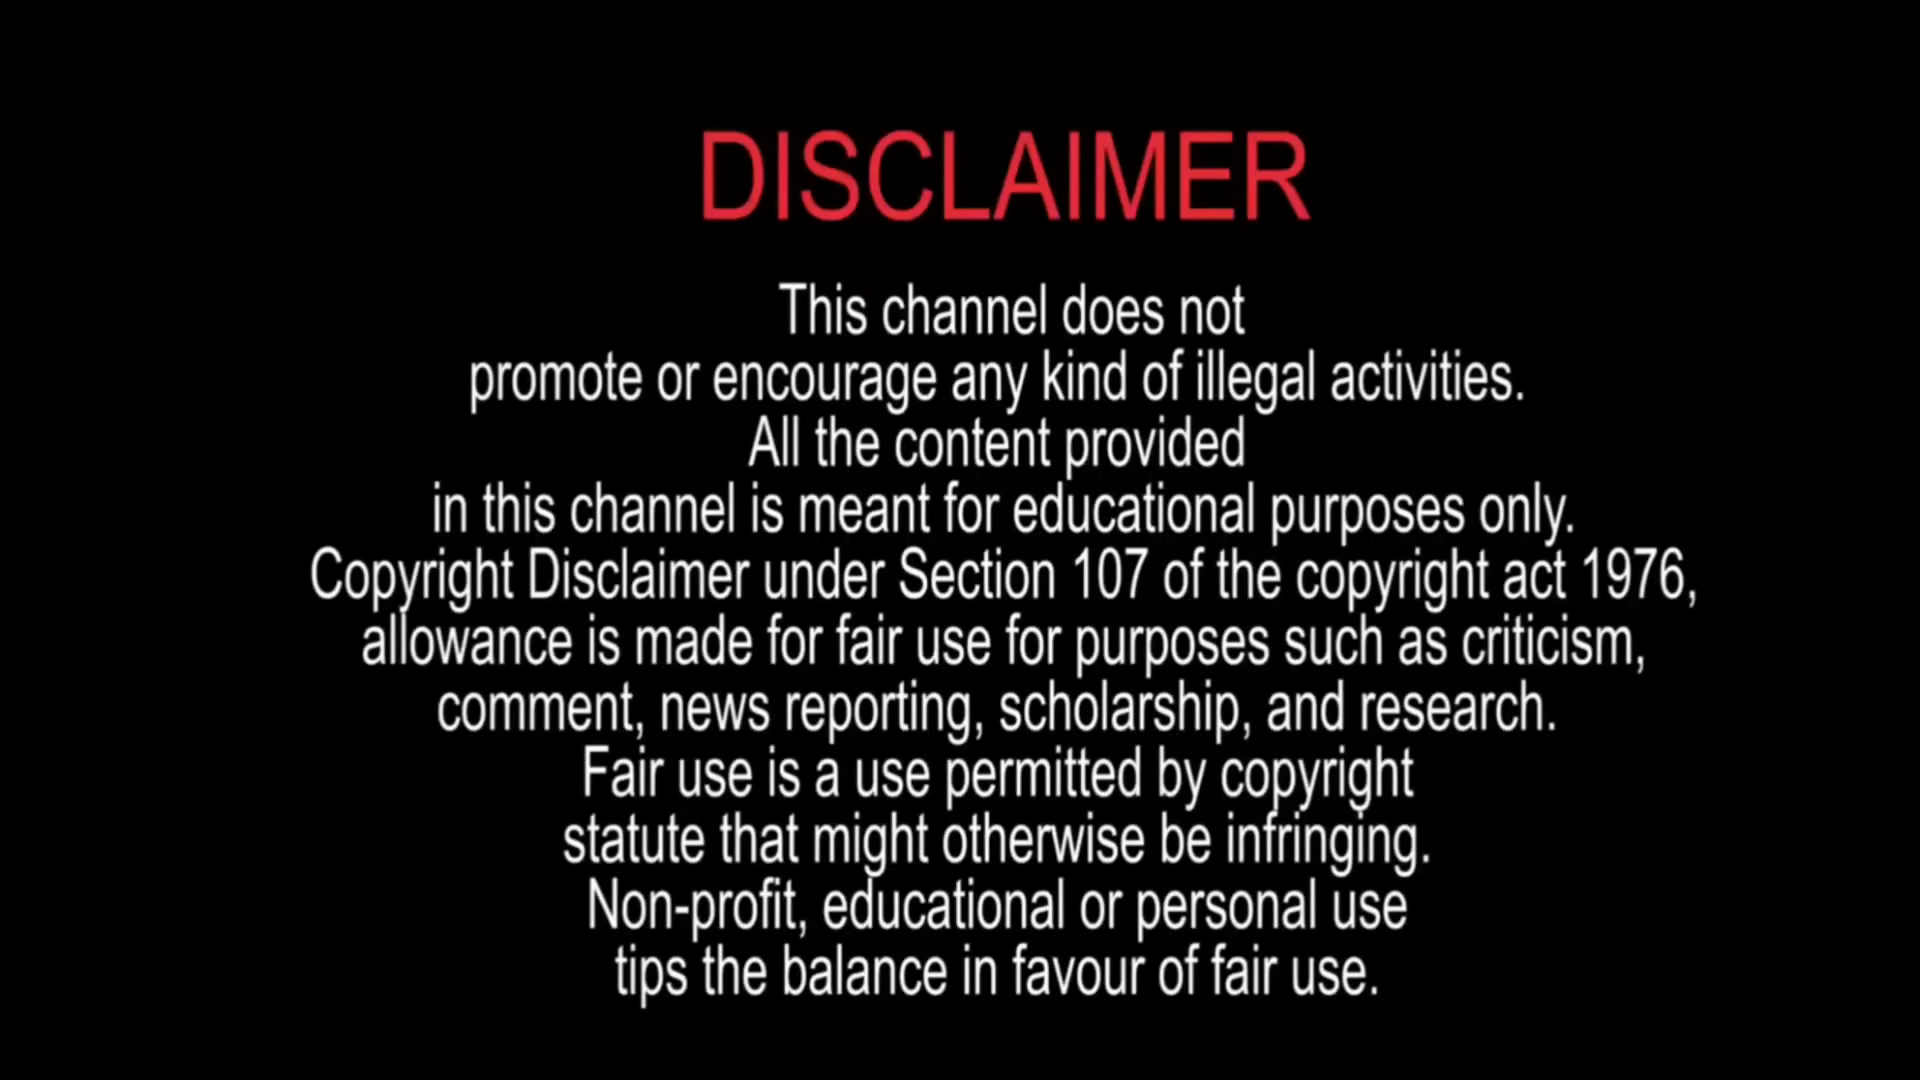 DISCLAIMER
This channel does not
promote or encourage any kind of illegal activities.
All the content provided
in this channel is meant for educational purposes only.
Copyright Disclaimer under Section 107 of the copyright act 1976,
allowance is made for fair use for purposes such as criticism,
comment, news reporting, scholarship, and research.
Fair use is a use permitted by copyright
statute that might otherwise be infringing.
Non-profit, educational or personal use
tips the balance in favour of fair use.